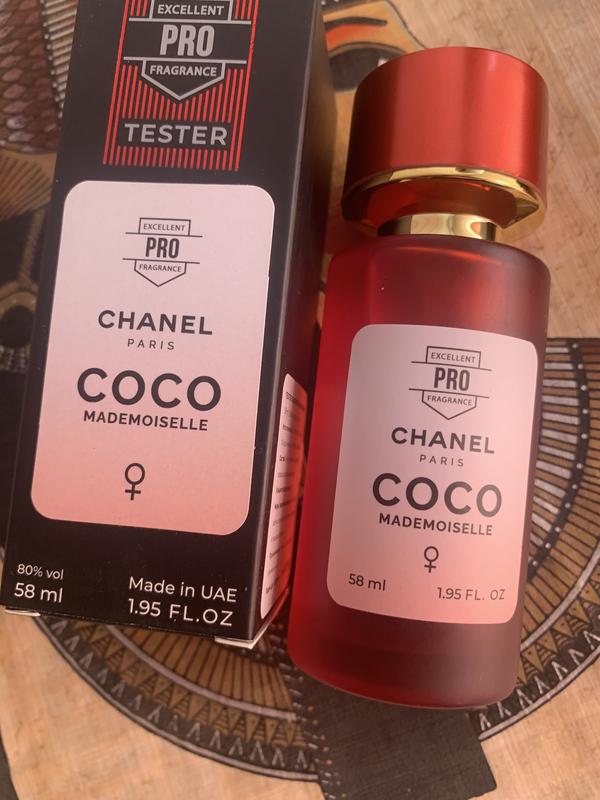 EXCELLENT
PRO
FRAGRANCE
TESTER
EXCELLENT
PRO
FRAGRANCE
CHANEL
PARIS
COCO
MADEMOISELLE
80% vol
58 ml
Made in UAE
1.95 FL.OZ
EXCELLENT
PRO
FRAGRANCE
CHANEL
PARIS
COCO
MADEMOISELLE
58 ml
1.95 FL. OZ